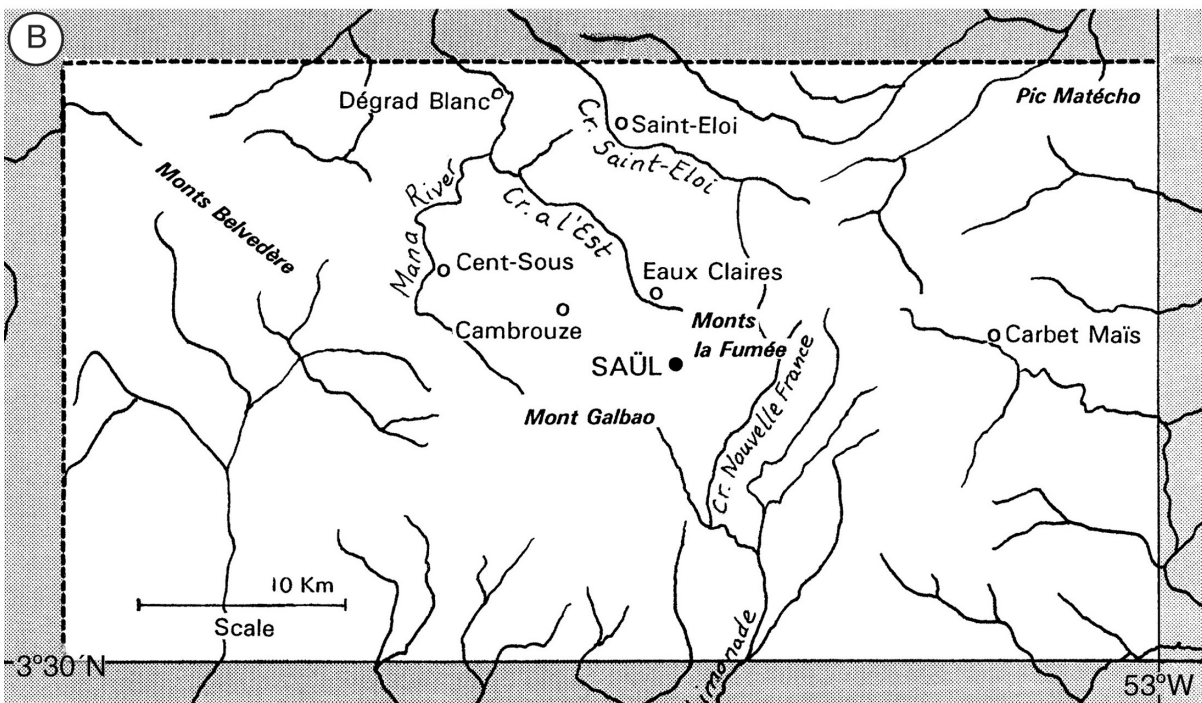 B
Dégrad Blanc
Saint-Eloi
Cr. Saint-Eloi
Pic Matécho
Monts Belvedère
Mana River
Cr. a l'Est
Cent-Sous
Eaux Claires
Cambrouze
Monts
la Fumée
Carbet Maïs
SAÜL
Mont Galbao
Cr. Nouvelle France
10 Km
Scale
3°30´N
53°W